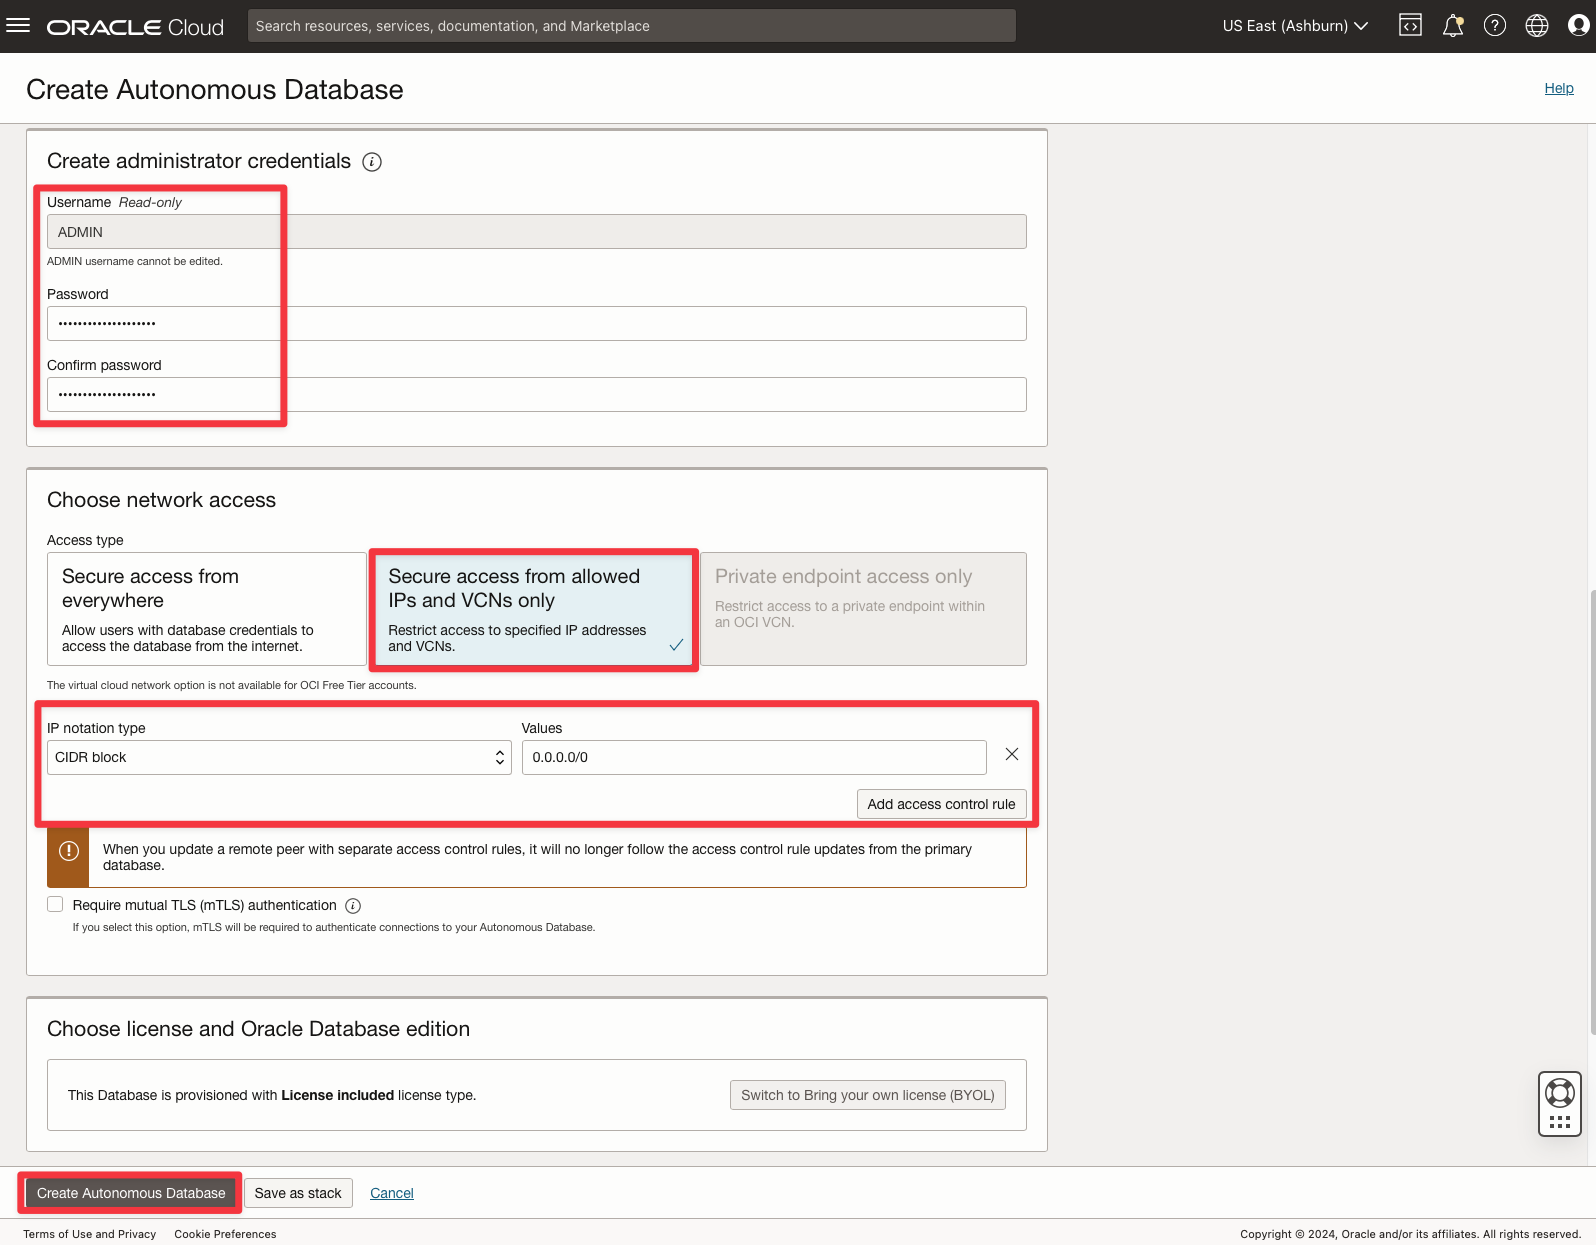 ORACLE Cloud
Search resources, services, documentation, and Marketplace
US East (Ashburn)
Create Autonomous Database
Help
Create administrator credentials
Username Read-only
ADMIN
ADMIN username cannot be edited.
Password
••••••••••••••••••••
Confirm password
••••••••••••••••••••
Choose network access
Access type
Secure access from
everywhere
Allow users with database credentials to
access the database from the internet.
Secure access from allowed
IPs and VCNs only
Restrict access to specified IP addresses
and VCNs.
Private endpoint access only
Restrict access to a private endpoint within
an OCI VCN.
The virtual cloud network option is not available for OCI Free Tier accounts.
IP notation type
CIDR block
Values
0.0.0.0/0
Add access control rule
When you update a remote peer with separate access control rules, it will no longer follow the access control rule updates from the primary
database.
Require mutual TLS (mTLS) authentication
If you select this option, mTLS will be required to authenticate connections to your Autonomous Database.
Choose license and Oracle Database edition
This Database is provisioned with License included license type.
Switch to Bring your own license (BYOL)
Create Autonomous Database
Save as stack
Cancel
Terms of Use and Privacy
Cookie Preferences
Copyright © 2024, Oracle and/or its affiliates. All rights reserved.